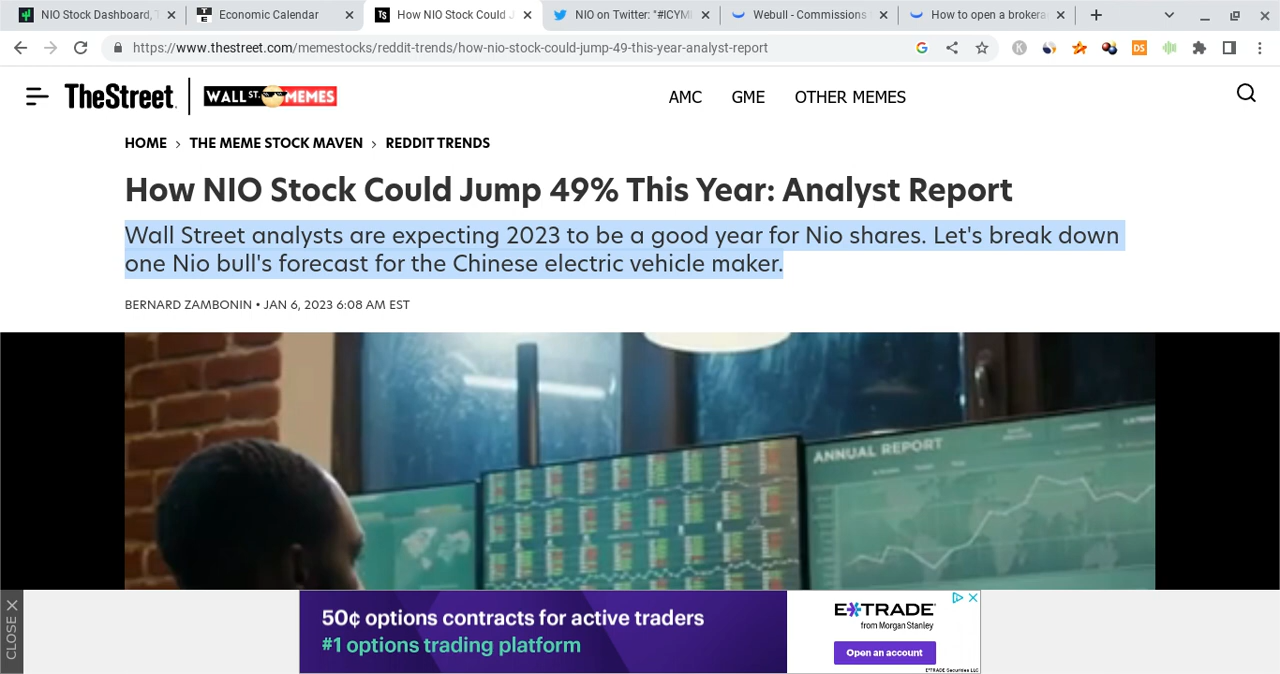 NIO Stock Dashboard, T
Economic Calendar
How NIO Stock Could J
NIO on Twitter: "#ICYMI
Webull - Commissions
How to open a brokera
https://www.thestreet.com/memestocks/reddit-trends/how-nio-stock-could-jump-49-this-year-analyst-report
TheStreet
WALL ST. MEMES
AMC
GME
OTHER MEMES
HOME > THE MEME STOCK MAVEN > REDDIT TRENDS
How NIO Stock Could Jump 49% This Year: Analyst Report
Wall Street analysts are expecting 2023 to be a good year for Nio shares. Let's break down
one Nio bull's forecast for the Chinese electric vehicle maker.
BERNARD ZAMBONIN • JAN 6, 2023 6:08 AM EST
ANNUAL REPORT
CLOSE X
50¢ options contracts for active traders
#1 options trading platform
E*TRADE
from Morgan Stanley
Open an account
E*TRADE Securities LLC